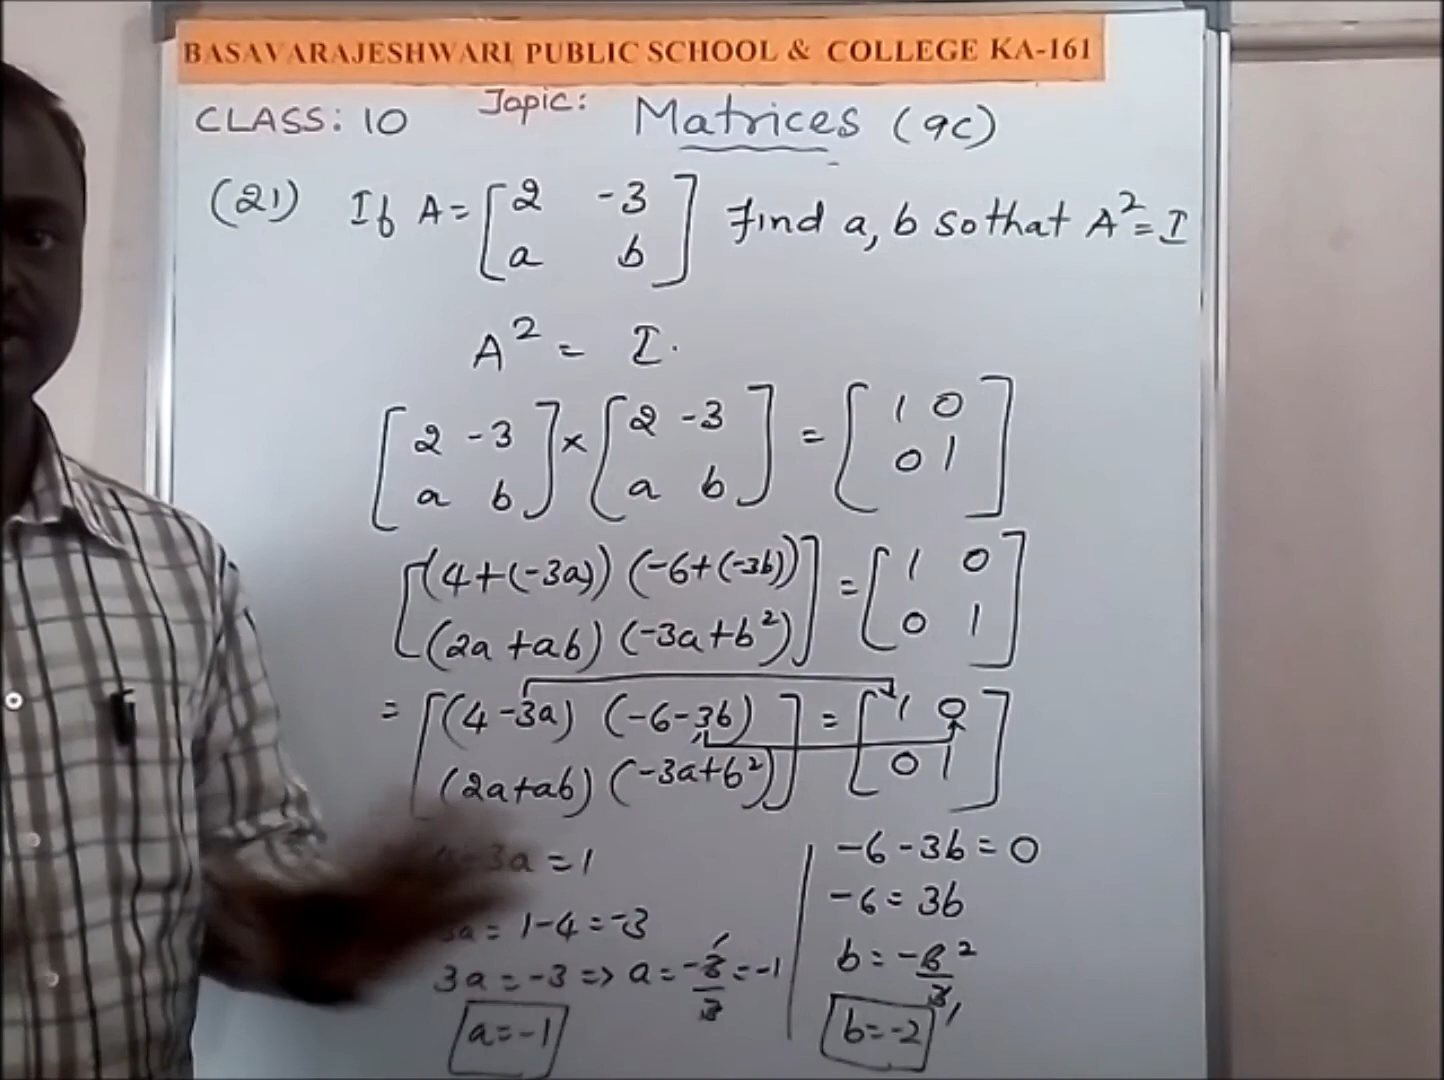 BASAVARAJESHWARI PUBLIC SCHOOL & COLLEGE KA-161
CLASS: 10 Topic: Matrices (9C)
(21) If A = [2 -3 find a, b so that A² = I
a b]
A² = I.
[2 -3 × [2 -3 = [1 0
a b] a b] 0 1]
[(4+(-3a)) (-6+(-3b)) = [1 0
(2a+ab) (-3a+b²)] 0 1]
= [(4-3a) (-6-3b) = [1 0
(2a+ab) (-3a+b²)] 0 1]
-3a = 1
3a = 1-4 = -3
3a = -3 => a = -3/3 = -1
a = -1
-6-3b = 0
-6 = 3b
b = -6/3 2
b = -2